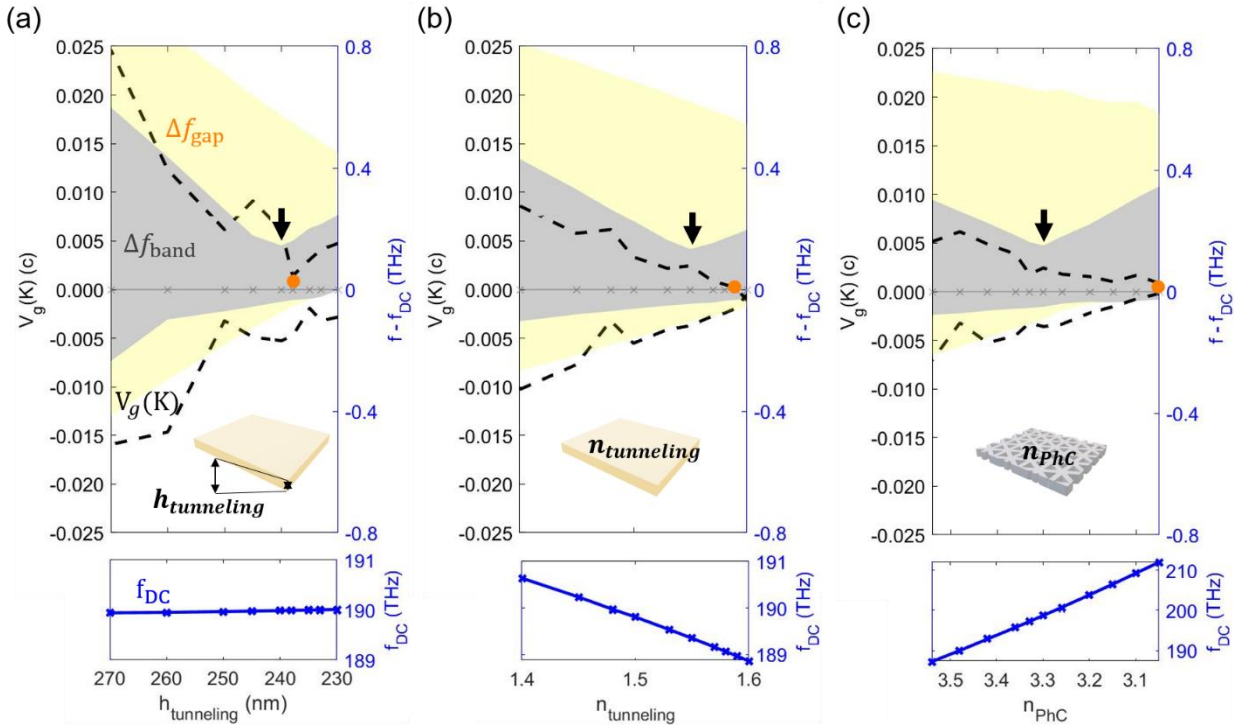 (a)
0.025
0.020
0.015
0.010
0.005
0.000
-0.005
-0.010
-0.015
-0.020
-0.025
V_g(K) (c)
Δf_gap
Δf_band
V_g(K)
h_tunneling
0.8
0.4
0
-0.4
-0.8
f - f_DC (THz)
f_DC
191
190
189
f_DC (THz)
270 260 250 240 230
h_tunneling (nm)
(b)
0.025
0.020
0.015
0.010
0.005
0.000
-0.005
-0.010
-0.015
-0.020
-0.025
V_g(K) (c)
n_tunneling
0.8
0.4
0
-0.4
-0.8
f - f_DC (THz)
191
190
189
f_DC (THz)
1.4 1.5 1.6
n_tunneling
(c)
0.025
0.020
0.015
0.010
0.005
0.000
-0.005
-0.010
-0.015
-0.020
-0.025
V_g(K) (c)
n_PhC
0.8
0.4
0
-0.4
-0.8
f - f_DC (THz)
210
200
190
f_DC (THz)
3.5 3.4 3.3 3.2 3.1
n_PhC